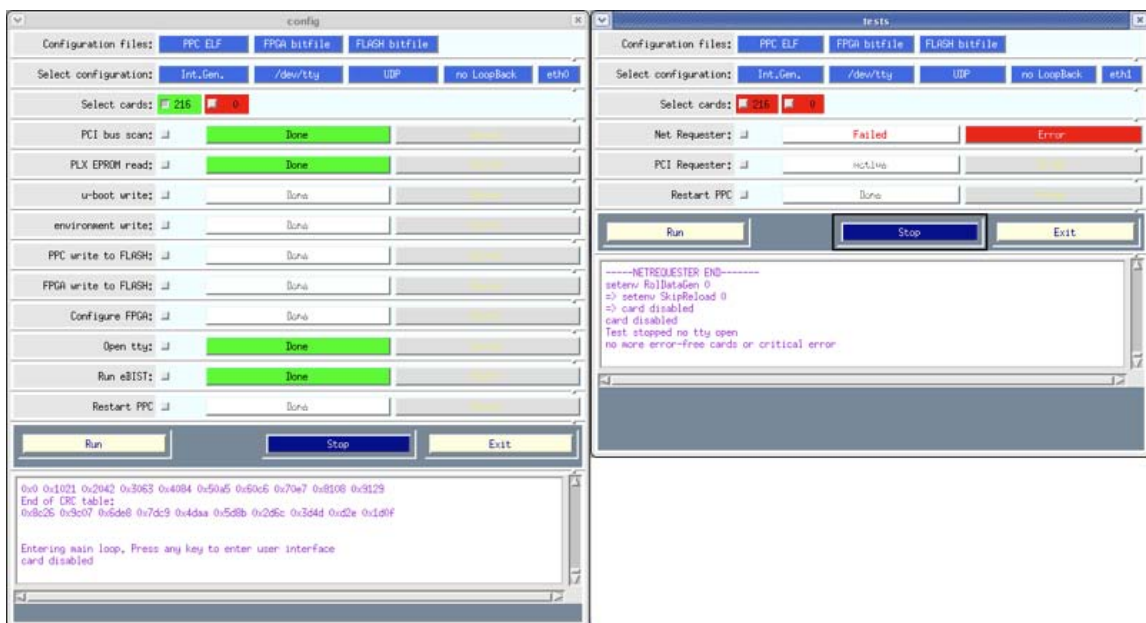 config
Configuration files: PPC ELF FPGA bitfile FLASH bitfile
Select configuration: Int.Gen. /dev/tty UDP no LoopBack eth0
Select cards: 216 0
PCI bus scan: Done
PLX EPROM read: Done
u-boot write: Done
environment write: Done
PPC write to FLASH: Done
FPGA write to FLASH: Done
Configure FPGA: Done
Open tty: Done
Run eBIST: Done
Restart PPC Done
Run Stop Exit
0x0 0x1021 0x2042 0x3063 0x4084 0x50a5 0x60c6 0x70e7 0x8108 0x9129
End of CRC table:
0x8c26 0x9c07 0x6de8 0x7dc9 0x4daa 0x5d8b 0x2d6c 0x3d4d 0xd2e 0x1d0f
Entering main loop, Press any key to enter user interface
card disabled
tests
Configuration files: PPC ELF FPGA bitfile FLASH bitfile
Select configuration: Int.Gen. /dev/tty UDP no LoopBack eth1
Select cards: 216 0
Net Requester: Failed Error
PCI Requester: Active
Restart PPC Done
Run Stop Exit
-----NETREQUESTER END-------
setenv RolDataGen 0
=> setenv SkipReload 0
=> card disabled
card disabled
Test stopped no tty open
no more error-free cards or critical error